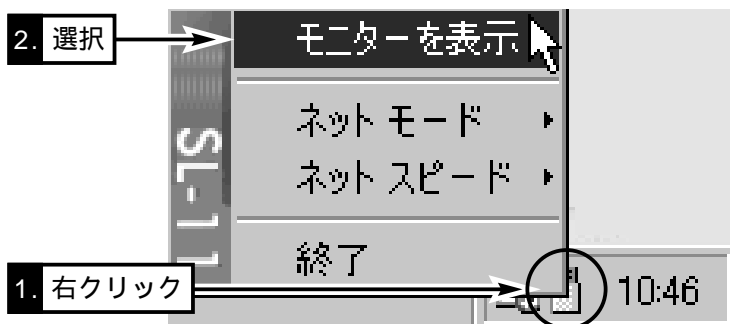 2. 選択
モニターを表示
ネット モード
ネット スピード
終了
SL-11
1. 右クリック
10:46